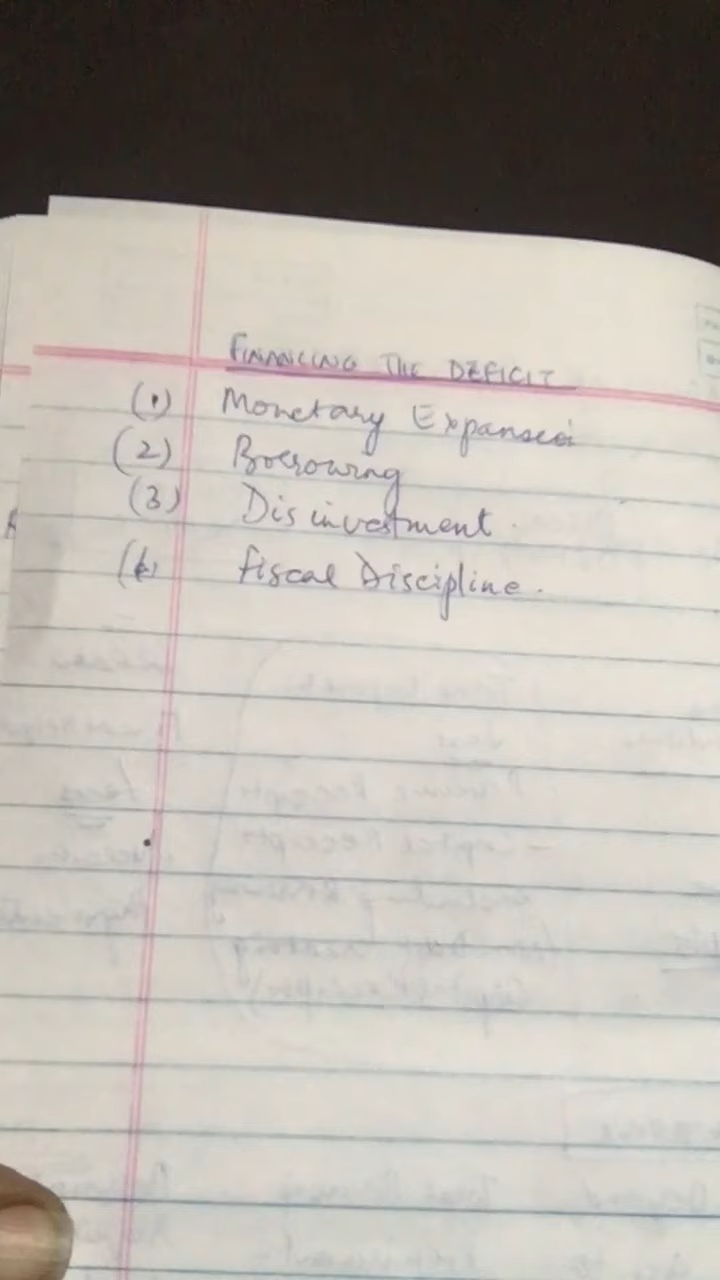 FINANCING THE DEFICIT
(1) Monetary Expansion
(2) Borrowing
(3) Disinvestment.
(4) Fiscal Discipline.